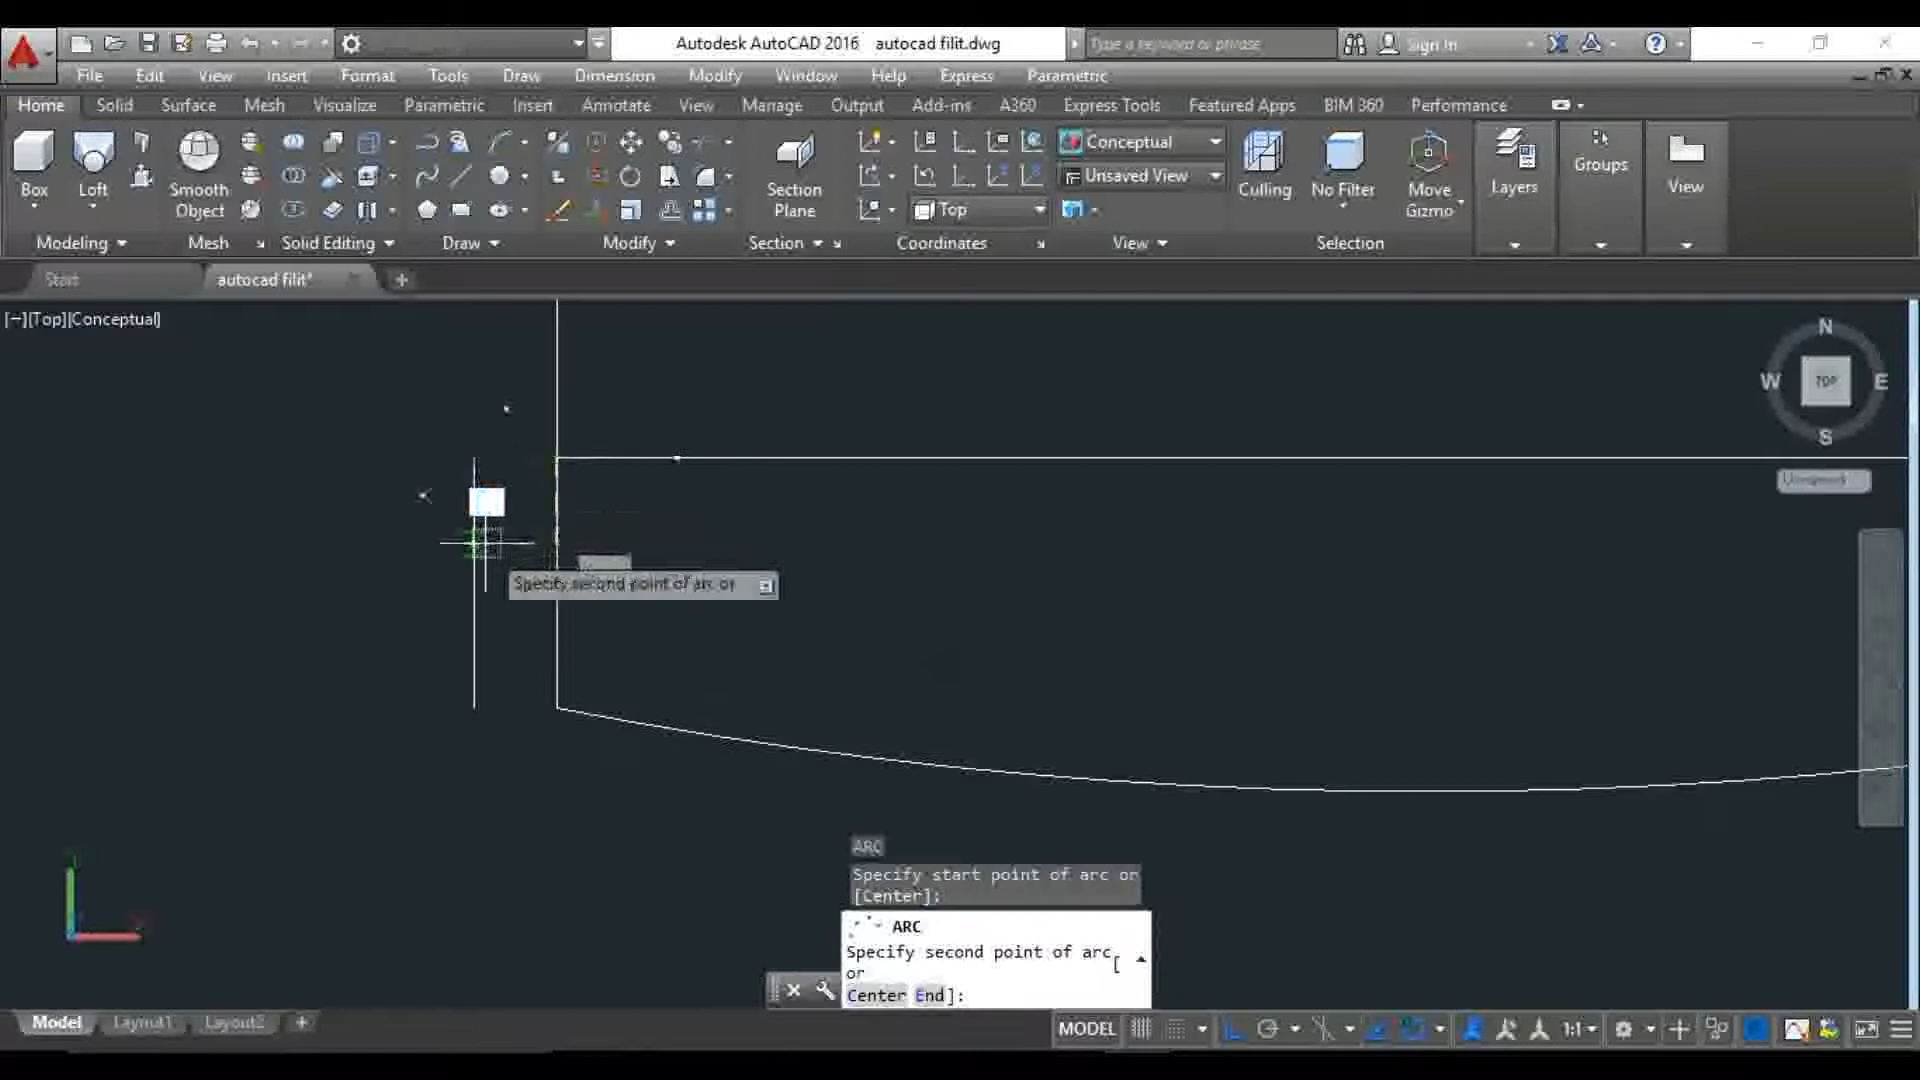 Autodesk AutoCAD 2016 autocad filit.dwg
Type a keyword or phrase
Sign In
File Edit View Insert Format Tools Draw Dimension Modify Window Help Express Parametric
Home Solid Surface Mesh Visualize Parametric Insert Annotate View Manage Output Add-ins A360 Express Tools Featured Apps BIM 360 Performance
Conceptual
Unsaved View
Top
Box
Loft
Smooth Object
Section Plane
Culling
No Filter
Move Gizmo
Layers
Groups
View
Modeling Mesh Solid Editing Draw Modify Section Coordinates View Selection
Start
autocad filit*
[−][Top][Conceptual]
N
W TOP E
S
Unnamed
Specify second point of arc or
ARC
Specify start point of arc or
[Center]:
ARC
Specify second point of arc
or
[
Center End]:
Model Layout1 Layout2 +
MODEL
1:1